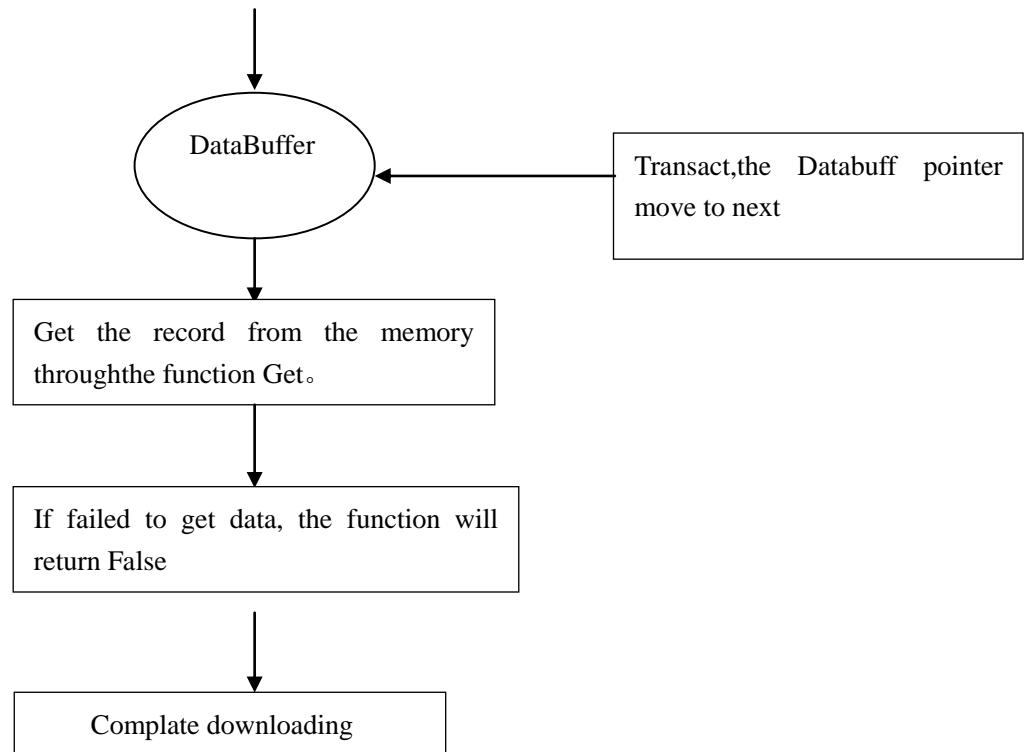 DataBuffer
Transact,the Databuff pointer
move to next
Get the record from the memory
throughthe function Get。
If failed to get data, the function will
return False
Complate downloading